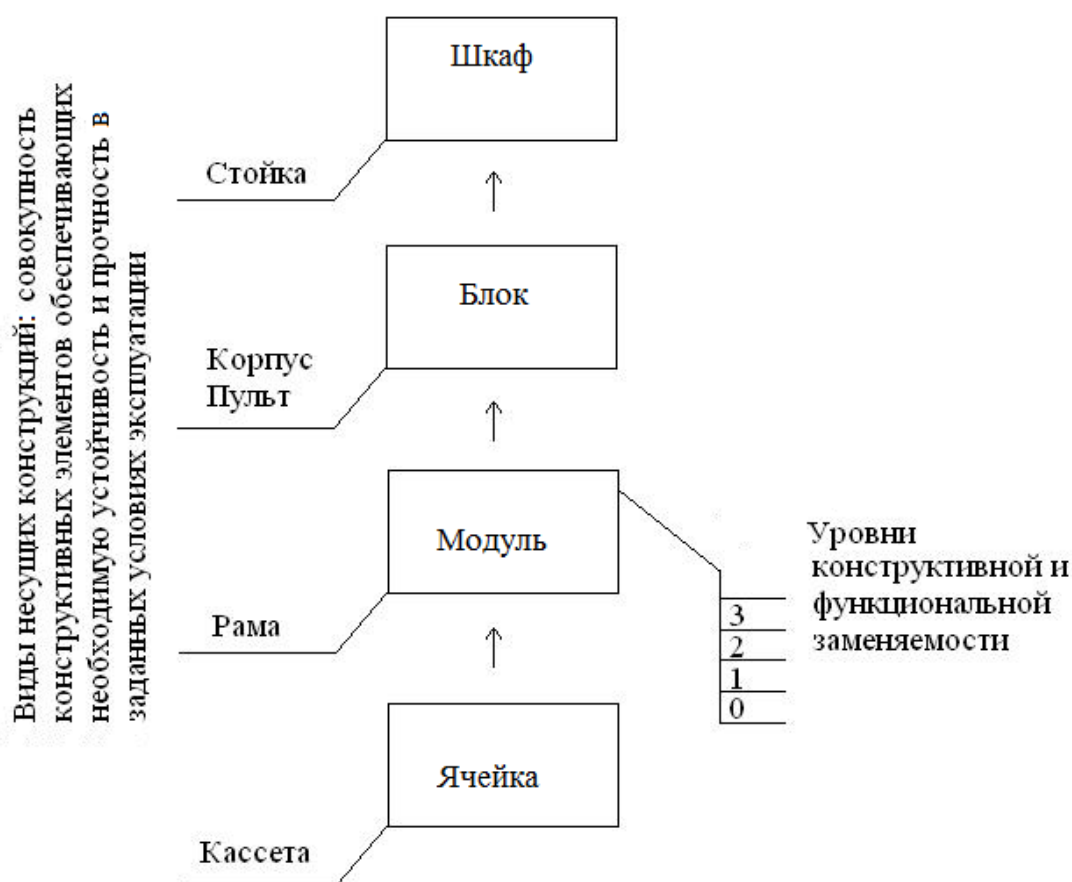 Виды несущих конструкций: совокупность
конструктивных элементов обеспечивающих
необходимую устойчивость и прочность в
заданных условиях эксплуатации
Шкаф
Стойка
Блок
Корпус
Пульт
Модуль
Рама
Уровни
конструктивной и
функциональной
заменяемости
3
2
1
0
Ячейка
Кассета